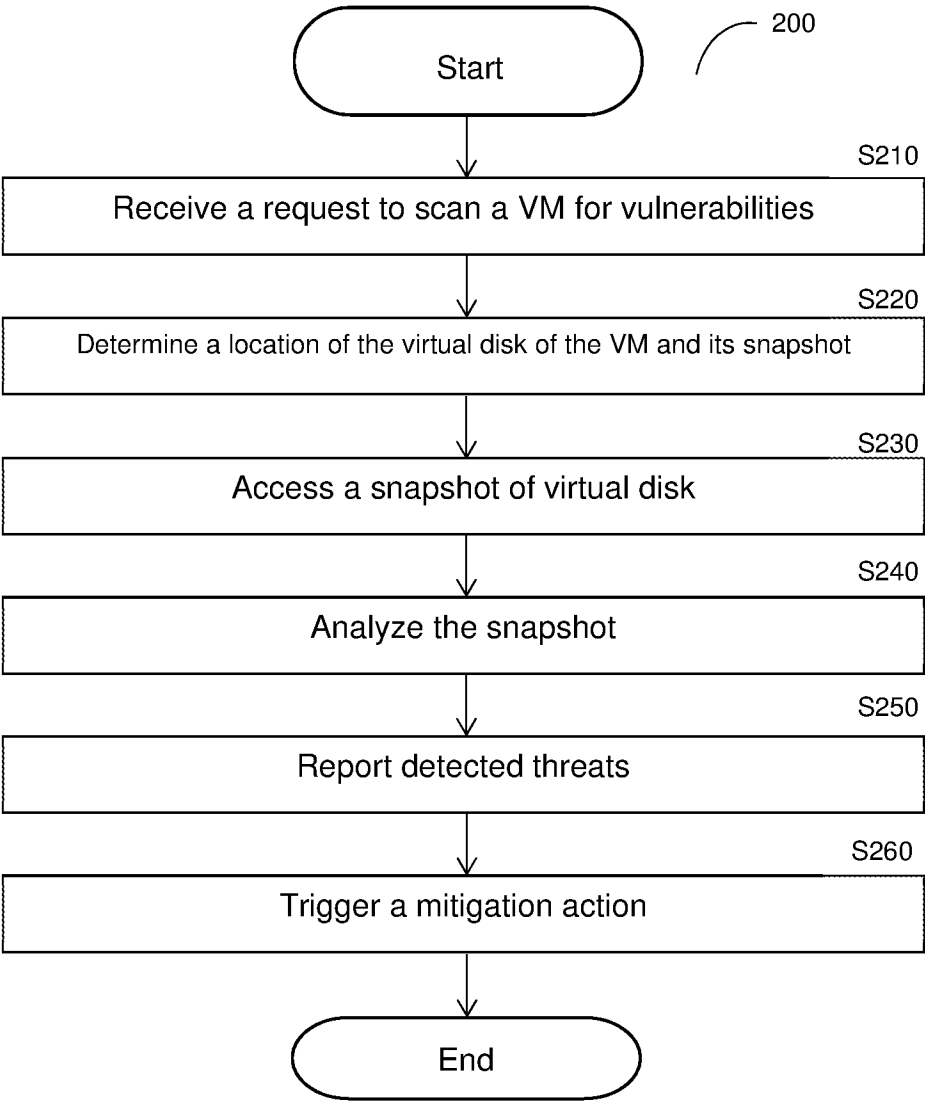 200
Start
S210
Receive a request to scan a VM for vulnerabilities
S220
Determine a location of the virtual disk of the VM and its snapshot
S230
Access a snapshot of virtual disk
S240
Analyze the snapshot
S250
Report detected threats
S260
Trigger a mitigation action
End